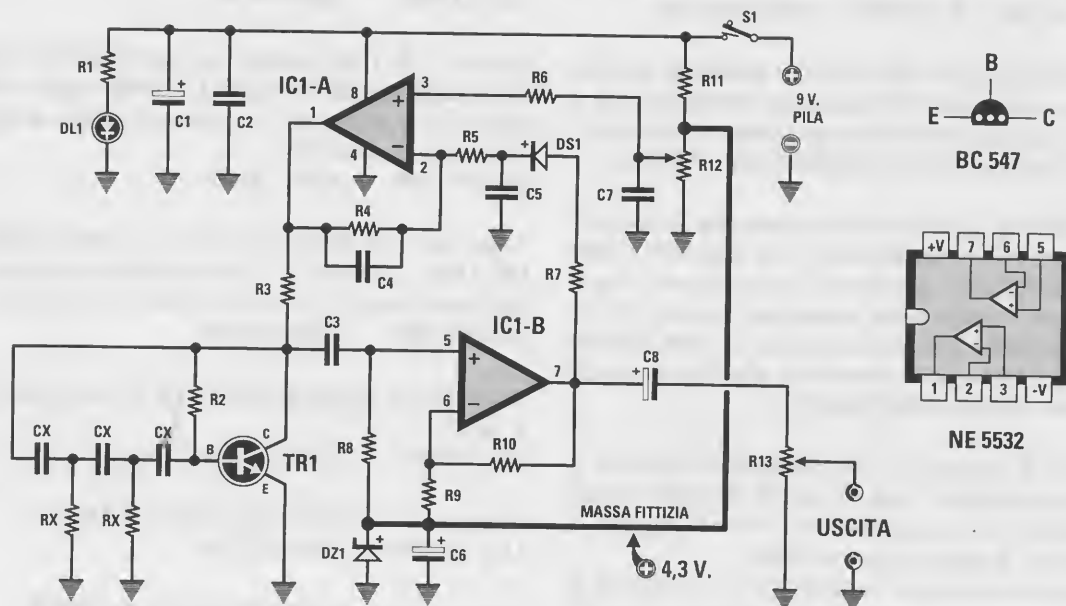 S1
R1
IC1-A
8
3
+
R6
R11
+
9 V.
PILA
B
E
C
BC 547
DL1
+
C1
C2
1
4
−
2
R5
+
DS1
C5
C7
R12
R4
C4
R3
R7
+V
7
6
5
−
+
−
+
1
2
3
-V
NE 5532
C3
IC1-B
5
+
7
−
6
+
C8
R2
CX
CX
CX
B
C
E
TR1
R8
R10
R9
R13
RX
RX
MASSA FITTIZIA
USCITA
DZ1
+
+
C6
+
4,3 V.